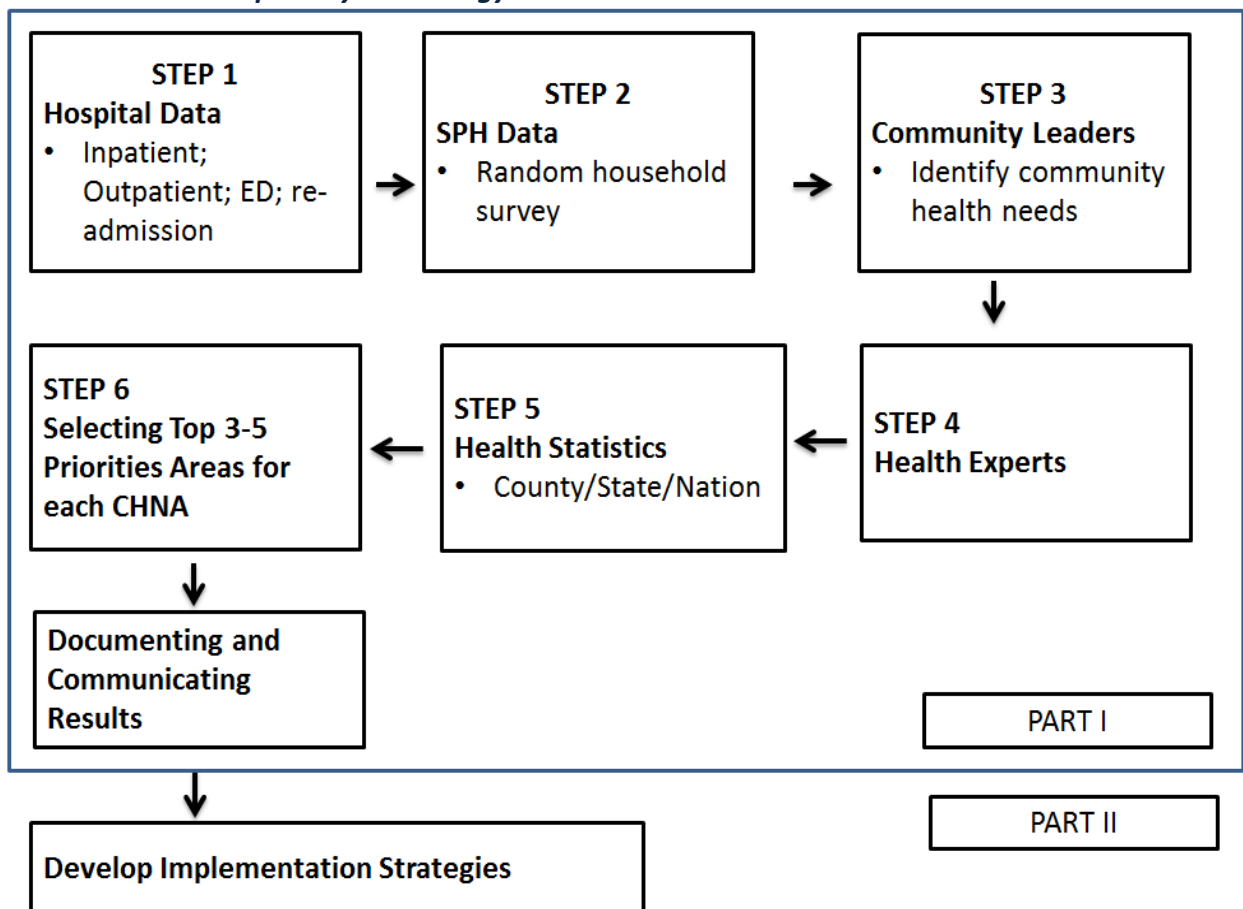 STEP 1
Hospital Data
• Inpatient;
Outpatient; ED; re-
admission
STEP 2
SPH Data
• Random household
survey
STEP 3
Community Leaders
• Identify community
health needs
STEP 4
Health Experts
STEP 5
Health Statistics
• County/State/Nation
STEP 6
Selecting Top 3-5
Priorities Areas for
each CHNA
Documenting and
Communicating
Results
PART I
PART II
Develop Implementation Strategies